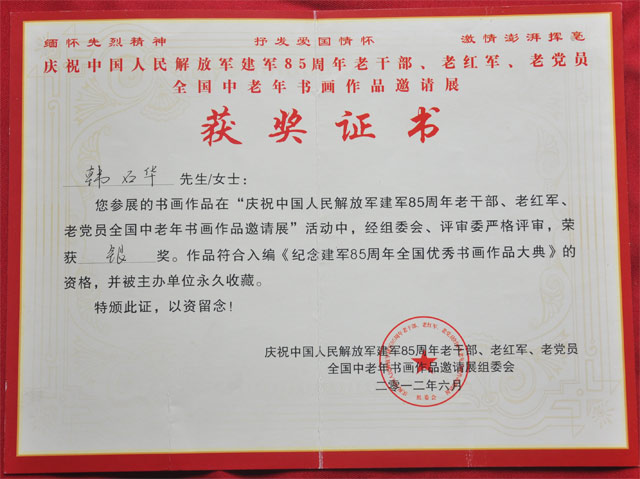 缅怀先烈精神 抒发爱国情怀 激情澎湃挥毫
庆祝中国人民解放军建军85周年老干部、老红军、老党员
全国中老年书画作品邀请展
获奖证书
韩石华 先生/女士：
您参展的书画作品在“庆祝中国人民解放军建军85周年老干部、老红军、
老党员全国中老年书画作品邀请展”活动中，经组委会、评审委严格评审，荣
获 银 奖。作品符合入编《纪念建军85周年全国优秀书画作品大典》的
资格，并被主办单位永久收藏。
特颁此证，以资留念！
庆祝中国人民解放军建军85周年老干部、老红军、老党员
全国中老年书画作品邀请展组委会
二零一二年六月